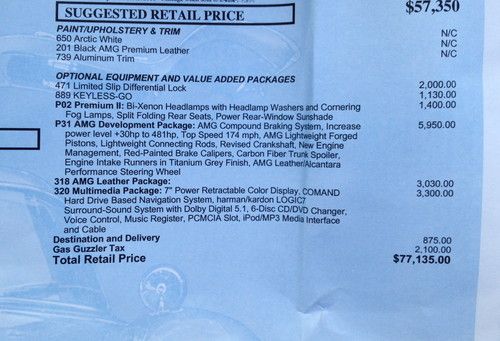 SUGGESTED RETAIL PRICE $57,350
PAINT/UPHOLSTERY & TRIM N/C
650 Arctic White N/C
201 Black AMG Premium Leather N/C
739 Aluminum Trim
OPTIONAL EQUIPMENT AND VALUE ADDED PACKAGES
471 Limited Slip Differential Lock 2,000.00
889 KEYLESS-GO 1,130.00
P02 Premium II: Bi-Xenon Headlamps with Headlamp Washers and Cornering 1,400.00
Fog Lamps, Split Folding Rear Seats, Power Rear-Window Sunshade
P31 AMG Development Package: AMG Compound Braking System, Increase 5,950.00
power level +30hp to 481hp, Top Speed 174 mph, AMG Lightweight Forged
Pistons, Lightweight Connecting Rods, Revised Crankshaft, New Engine
Management, Red-Painted Brake Calipers, Carbon Fiber Trunk Spoiler,
Engine Intake Runners in Titanium Grey Finish, AMG Leather/Alcantara
Performance Steering Wheel
318 AMG Leather Package: 3,030.00
320 Multimedia Package: 7" Power Retractable Color Display, COMAND 3,300.00
Hard Drive Based Navigation System, harman/kardon LOGIC7
Surround-Sound System with Dolby Digital 5.1, 6-Disc CD/DVD Changer,
Voice Control, Music Register, PCMCIA Slot, iPod/MP3 Media Interface
and Cable
Destination and Delivery 875.00
Gas Guzzler Tax 2,100.00
Total Retail Price $77,135.00